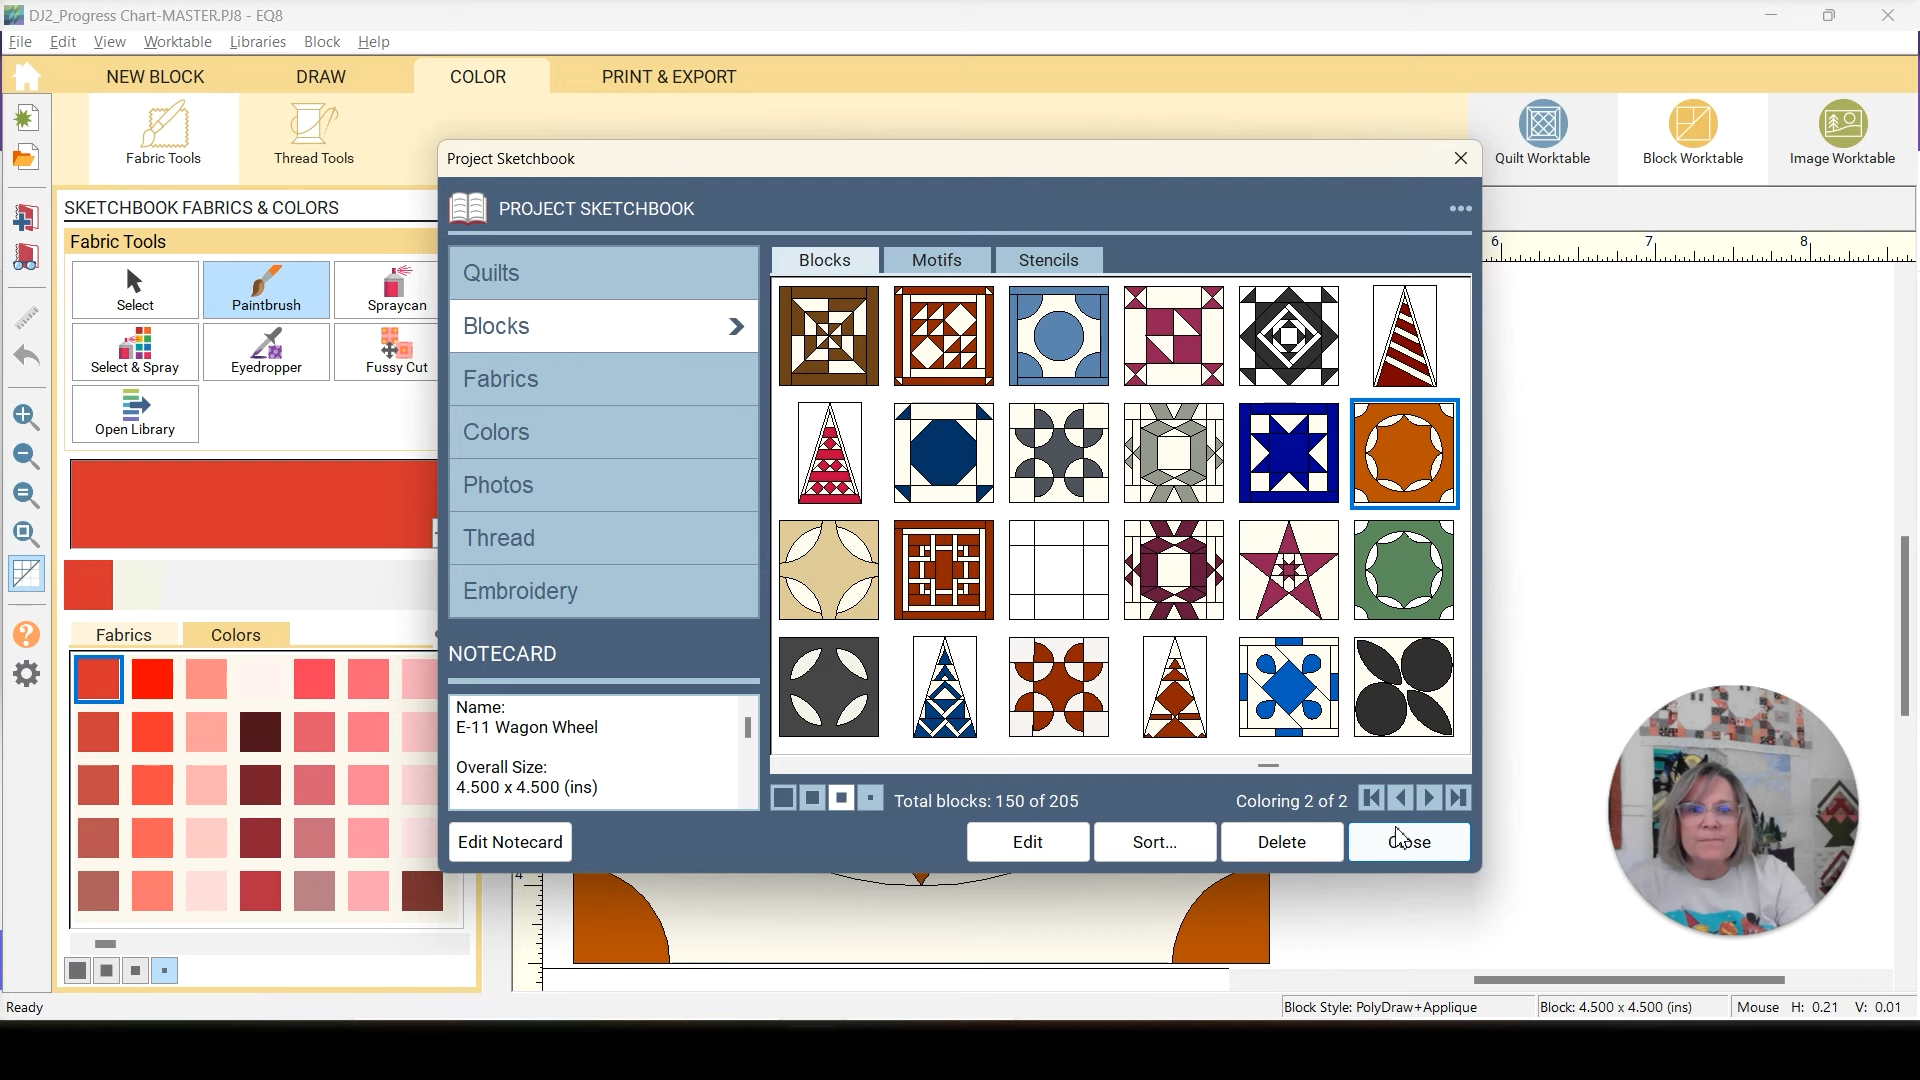 DJ2_Progress Chart-MASTER.PJ8 - EQ8
File Edit View Worktable Libraries Block Help
NEW BLOCK DRAW COLOR PRINT & EXPORT
Fabric Tools Thread Tools Quilt Worktable Block Worktable Image Worktable
SKETCHBOOK FABRICS & COLORS
Fabric Tools
Select Paintbrush Spraycan
Select & Spray Eyedropper Fussy Cut
Open Library
Fabrics Colors
Project Sketchbook
PROJECT SKETCHBOOK
Quilts
Blocks
Fabrics
Colors
Photos
Thread
Embroidery
NOTECARD
Name:
E-11 Wagon Wheel
Overall Size:
4.500 x 4.500 (ins)
Edit Notecard
Blocks Motifs Stencils
Total blocks: 150 of 205 Coloring 2 of 2
Edit Sort... Delete Close
6 7 8
4
Ready Block Style: PolyDraw+Applique Block: 4.500 x 4.500 (ins) Mouse H: 0.21 V: 0.01